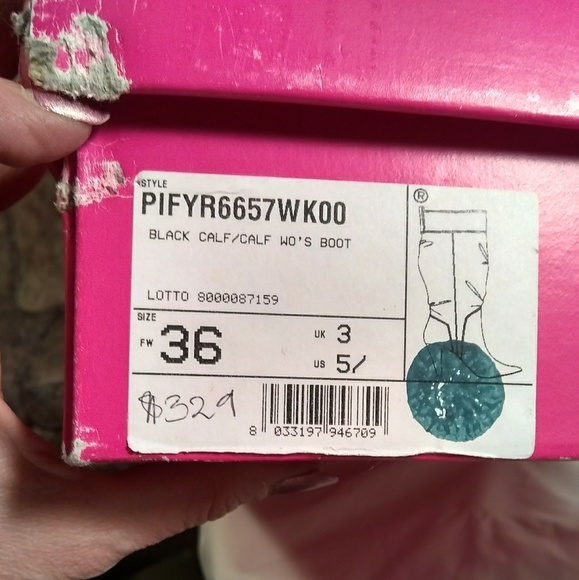 STYLE
PIFYR6657WK00
BLACK CALF/CALF WO'S BOOT
LOTTO 8000087159
SIZE
FW 36
UK 3
US 5/
$329
8 033197 946709
®